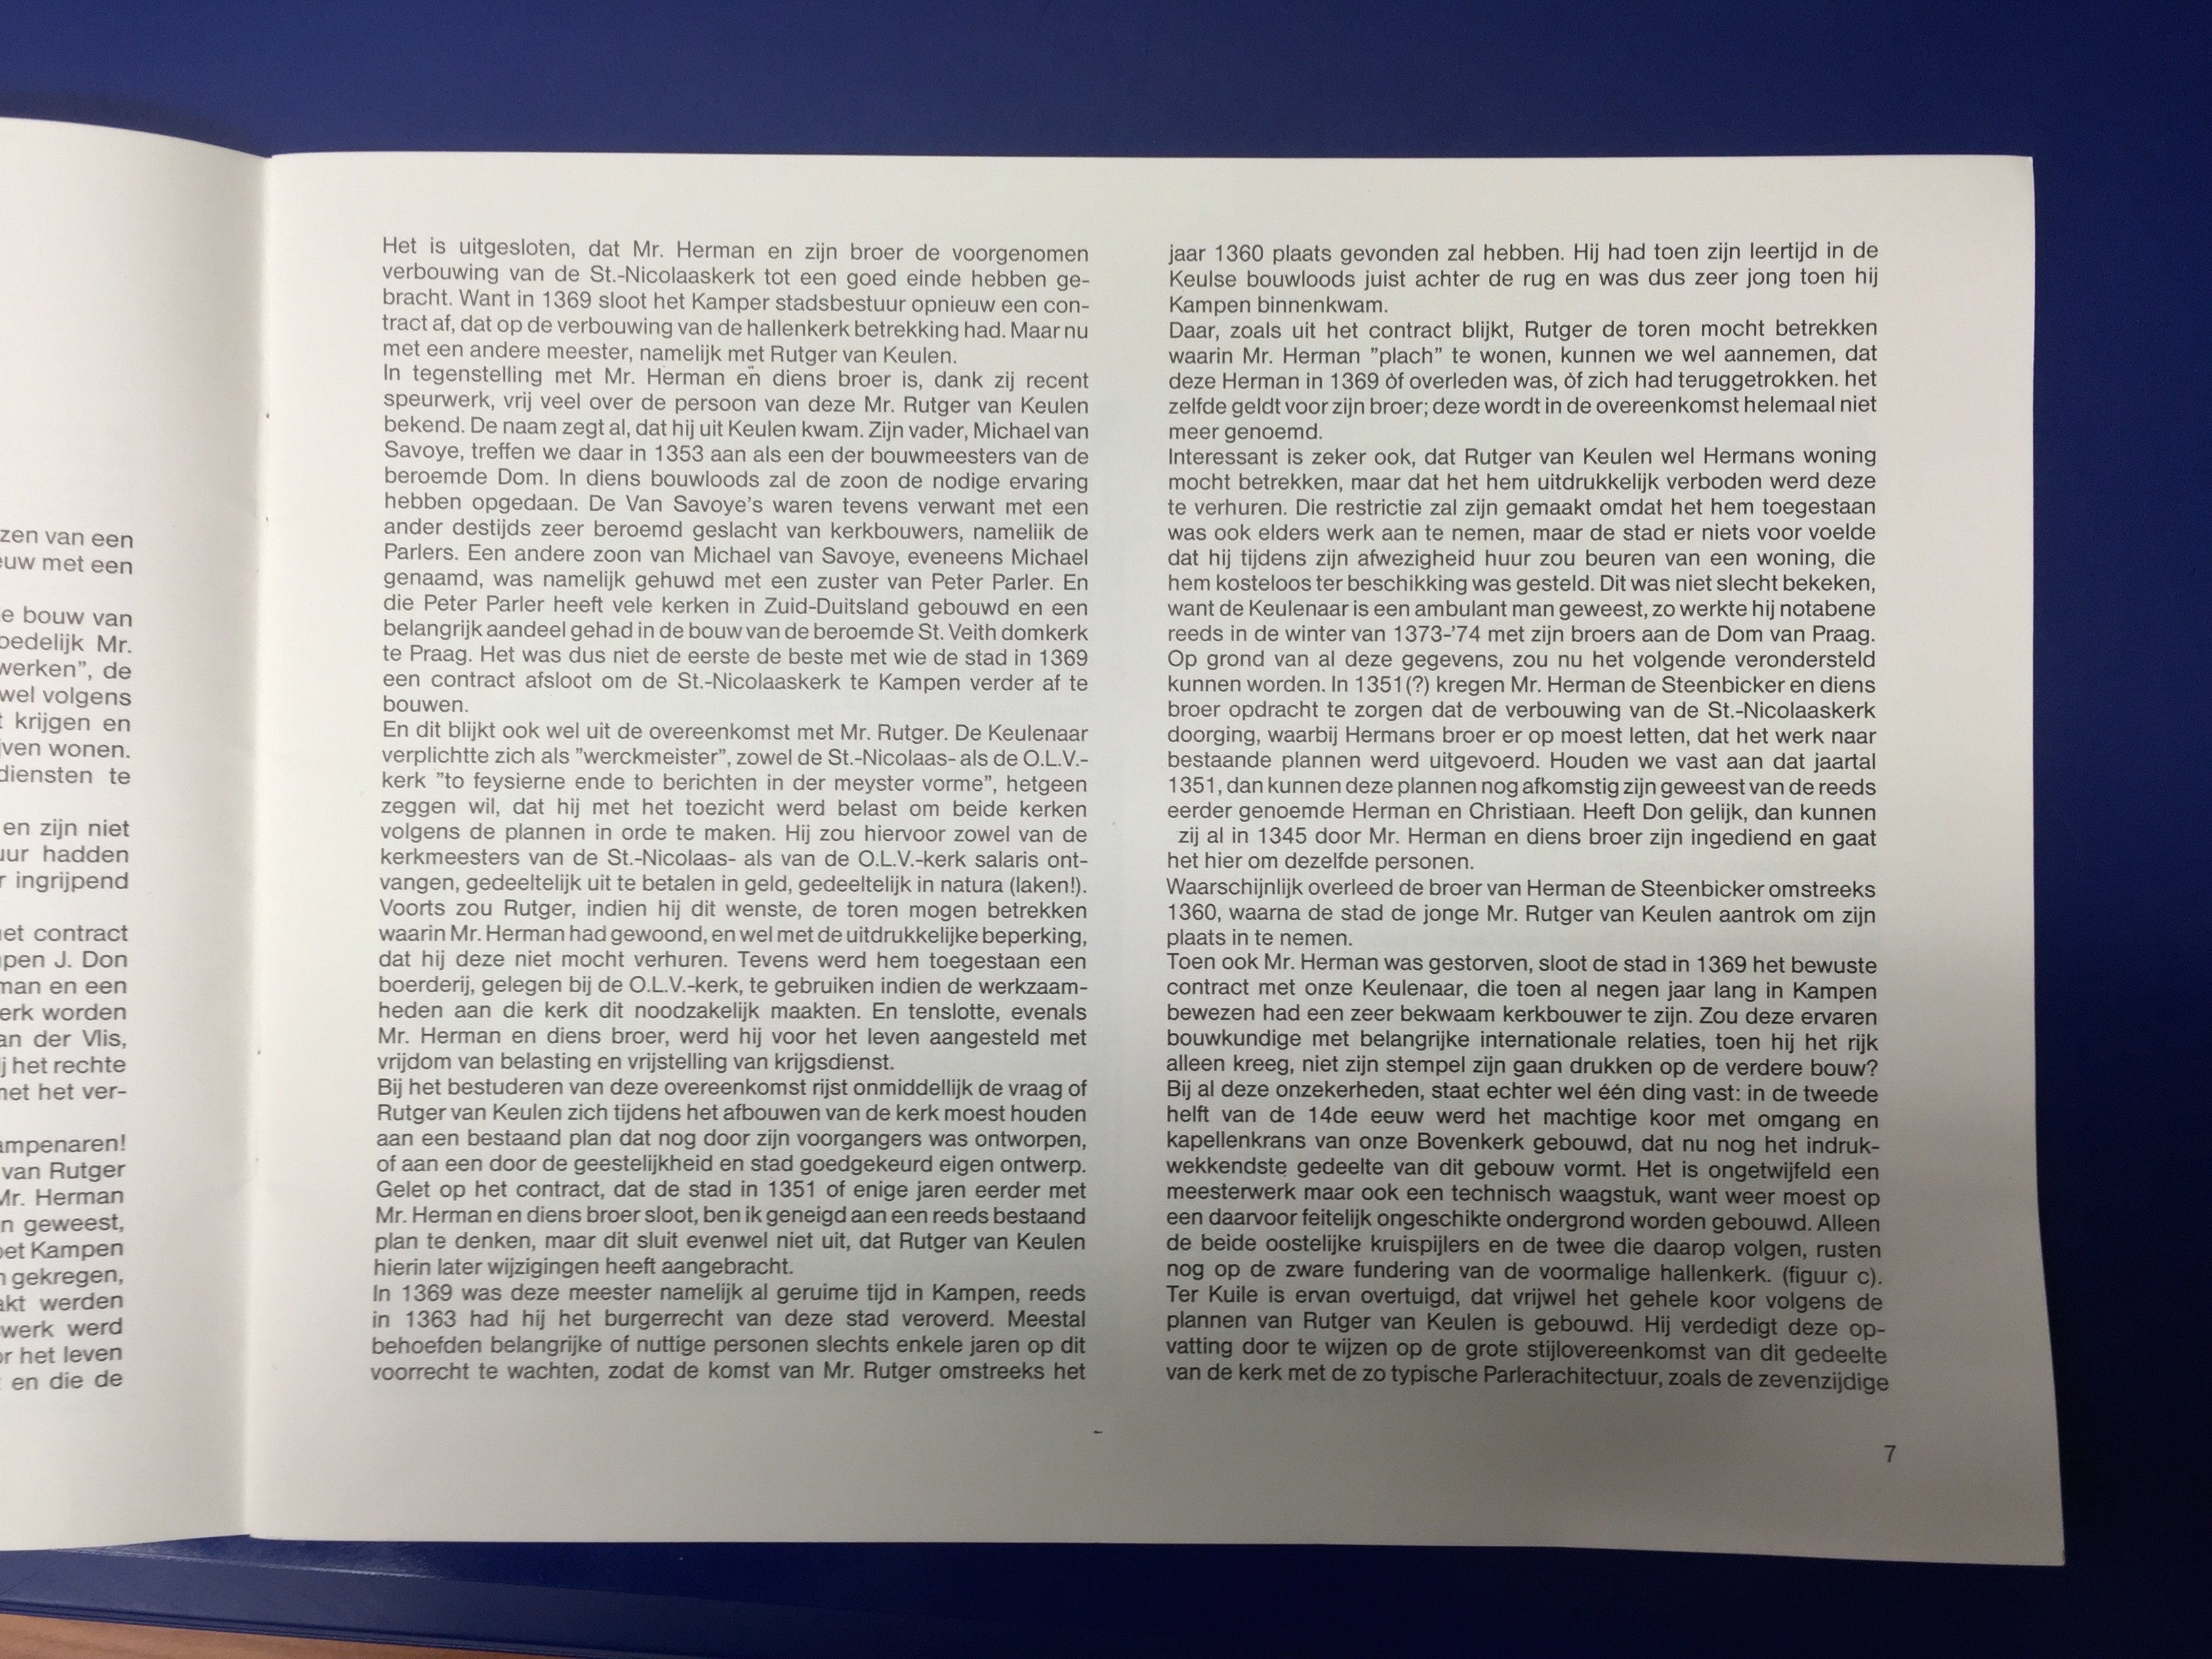 zen van een
uw met een
e bouw van
oedelijk Mr.
werken”, de
wel volgens
t krijgen en
ven wonen.
diensten te
en zijn niet
uur hadden
r ingrijpend
et contract
pen J. Don
man en een
erk worden
an der Vlis,
j het rechte
met het ver-
ampenaren!
van Rutger
Mr. Herman
n geweest,
oet Kampen
n gekregen,
akt werden
werk werd
or het leven
en die de
Het is uitgesloten, dat Mr. Herman en zijn broer de voorgenomen
verbouwing van de St.-Nicolaaskerk tot een goed einde hebben ge-
bracht. Want in 1369 sloot het Kamper stadsbestuur opnieuw een con-
tract af, dat op de verbouwing van de hallenkerk betrekking had. Maar nu
met een andere meester, namelijk met Rutger van Keulen.
In tegenstelling met Mr. Herman en diens broer is, dank zij recent
speurwerk, vrij veel over de persoon van deze Mr. Rutger van Keulen
bekend. De naam zegt al, dat hij uit Keulen kwam. Zijn vader, Michael van
Savoye, treffen we daar in 1353 aan als een der bouwmeesters van de
beroemde Dom. In diens bouwloods zal de zoon de nodige ervaring
hebben opgedaan. De Van Savoye's waren tevens verwant met een
ander destijds zeer beroemd geslacht van kerkbouwers, nameliik de
Parlers. Een andere zoon van Michael van Savoye, eveneens Michael
genaamd, was namelijk gehuwd met een zuster van Peter Parler. En
die Peter Parler heeft vele kerken in Zuid-Duitsland gebouwd en een
belangrijk aandeel gehad in de bouw van de beroemde St. Veith domkerk
te Praag. Het was dus niet de eerste de beste met wie de stad in 1369
een contract afsloot om de St.-Nicolaaskerk te Kampen verder af te
bouwen.
En dit blijkt ook wel uit de overeenkomst met Mr. Rutger. De Keulenaar
verplichtte zich als ”werckmeister”, zowel de St.-Nicolaas- als de O.L.V.-
kerk ”to feysierne ende to berichten in der meyster vorme”, hetgeen
zeggen wil, dat hij met het toezicht werd belast om beide kerken
volgens de plannen in orde te maken. Hij zou hiervoor zowel van de
kerkmeesters van de St.-Nicolaas- als van de O.L.V.-kerk salaris ont-
vangen, gedeeltelijk uit te betalen in geld, gedeeltelijk in natura (laken!).
Voorts zou Rutger, indien hij dit wenste, de toren mogen betrekken
waarin Mr. Herman had gewoond, en wel met de uitdrukkelijke beperking,
dat hij deze niet mocht verhuren. Tevens werd hem toegestaan een
boerderij, gelegen bij de O.L.V.-kerk, te gebruiken indien de werkzaam-
heden aan die kerk dit noodzakelijk maakten. En tenslotte, evenals
Mr. Herman en diens broer, werd hij voor het leven aangesteld met
vrijdom van belasting en vrijstelling van krijgsdienst.
Bij het bestuderen van deze overeenkomst rijst onmiddellijk de vraag of
Rutger van Keulen zich tijdens het afbouwen van de kerk moest houden
aan een bestaand plan dat nog door zijn voorgangers was ontworpen,
of aan een door de geestelijkheid en stad goedgekeurd eigen ontwerp.
Gelet op het contract, dat de stad in 1351 of enige jaren eerder met
Mr. Herman en diens broer sloot, ben ik geneigd aan een reeds bestaand
plan te denken, maar dit sluit evenwel niet uit, dat Rutger van Keulen
hierin later wijzigingen heeft aangebracht.
In 1369 was deze meester namelijk al geruime tijd in Kampen, reeds
in 1363 had hij het burgerrecht van deze stad veroverd. Meestal
behoefden belangrijke of nuttige personen slechts enkele jaren op dit
voorrecht te wachten, zodat de komst van Mr. Rutger omstreeks het
jaar 1360 plaats gevonden zal hebben. Hij had toen zijn leertijd in de
Keulse bouwloods juist achter de rug en was dus zeer jong toen hij
Kampen binnenkwam.
Daar, zoals uit het contract blijkt, Rutger de toren mocht betrekken
waarin Mr. Herman ”plach” te wonen, kunnen we wel aannemen, dat
deze Herman in 1369 òf overleden was, òf zich had teruggetrokken. het
zelfde geldt voor zijn broer; deze wordt in de overeenkomst helemaal niet
meer genoemd.
Interessant is zeker ook, dat Rutger van Keulen wel Hermans woning
mocht betrekken, maar dat het hem uitdrukkelijk verboden werd deze
te verhuren. Die restrictie zal zijn gemaakt omdat het hem toegestaan
was ook elders werk aan te nemen, maar de stad er niets voor voelde
dat hij tijdens zijn afwezigheid huur zou beuren van een woning, die
hem kosteloos ter beschikking was gesteld. Dit was niet slecht bekeken,
want de Keulenaar is een ambulant man geweest, zo werkte hij notabene
reeds in de winter van 1373-'74 met zijn broers aan de Dom van Praag.
Op grond van al deze gegevens, zou nu het volgende verondersteld
kunnen worden. In 1351(?) kregen Mr. Herman de Steenbicker en diens
broer opdracht te zorgen dat de verbouwing van de St.-Nicolaaskerk
doorging, waarbij Hermans broer er op moest letten, dat het werk naar
bestaande plannen werd uitgevoerd. Houden we vast aan dat jaartal
1351, dan kunnen deze plannen nog afkomstig zijn geweest van de reeds
eerder genoemde Herman en Christiaan. Heeft Don gelijk, dan kunnen
zij al in 1345 door Mr. Herman en diens broer zijn ingediend en gaat
het hier om dezelfde personen.
Waarschijnlijk overleed de broer van Herman de Steenbicker omstreeks
1360, waarna de stad de jonge Mr. Rutger van Keulen aantrok om zijn
plaats in te nemen.
Toen ook Mr. Herman was gestorven, sloot de stad in 1369 het bewuste
contract met onze Keulenaar, die toen al negen jaar lang in Kampen
bewezen had een zeer bekwaam kerkbouwer te zijn. Zou deze ervaren
bouwkundige met belangrijke internationale relaties, toen hij het rijk
alleen kreeg, niet zijn stempel zijn gaan drukken op de verdere bouw?
Bij al deze onzekerheden, staat echter wel één ding vast: in de tweede
helft van de 14de eeuw werd het machtige koor met omgang en
kapellenkrans van onze Bovenkerk gebouwd, dat nu nog het indruk-
wekkendste gedeelte van dit gebouw vormt. Het is ongetwijfeld een
meesterwerk maar ook een technisch waagstuk, want weer moest op
een daarvoor feitelijk ongeschikte ondergrond worden gebouwd. Alleen
de beide oostelijke kruispijlers en de twee die daarop volgen, rusten
nog op de zware fundering van de voormalige hallenkerk. (figuur c).
Ter Kuile is ervan overtuigd, dat vrijwel het gehele koor volgens de
plannen van Rutger van Keulen is gebouwd. Hij verdedigt deze op-
vatting door te wijzen op de grote stijlovereenkomst van dit gedeelte
van de kerk met de zo typische Parlerachitectuur, zoals de zevenzijdige
7